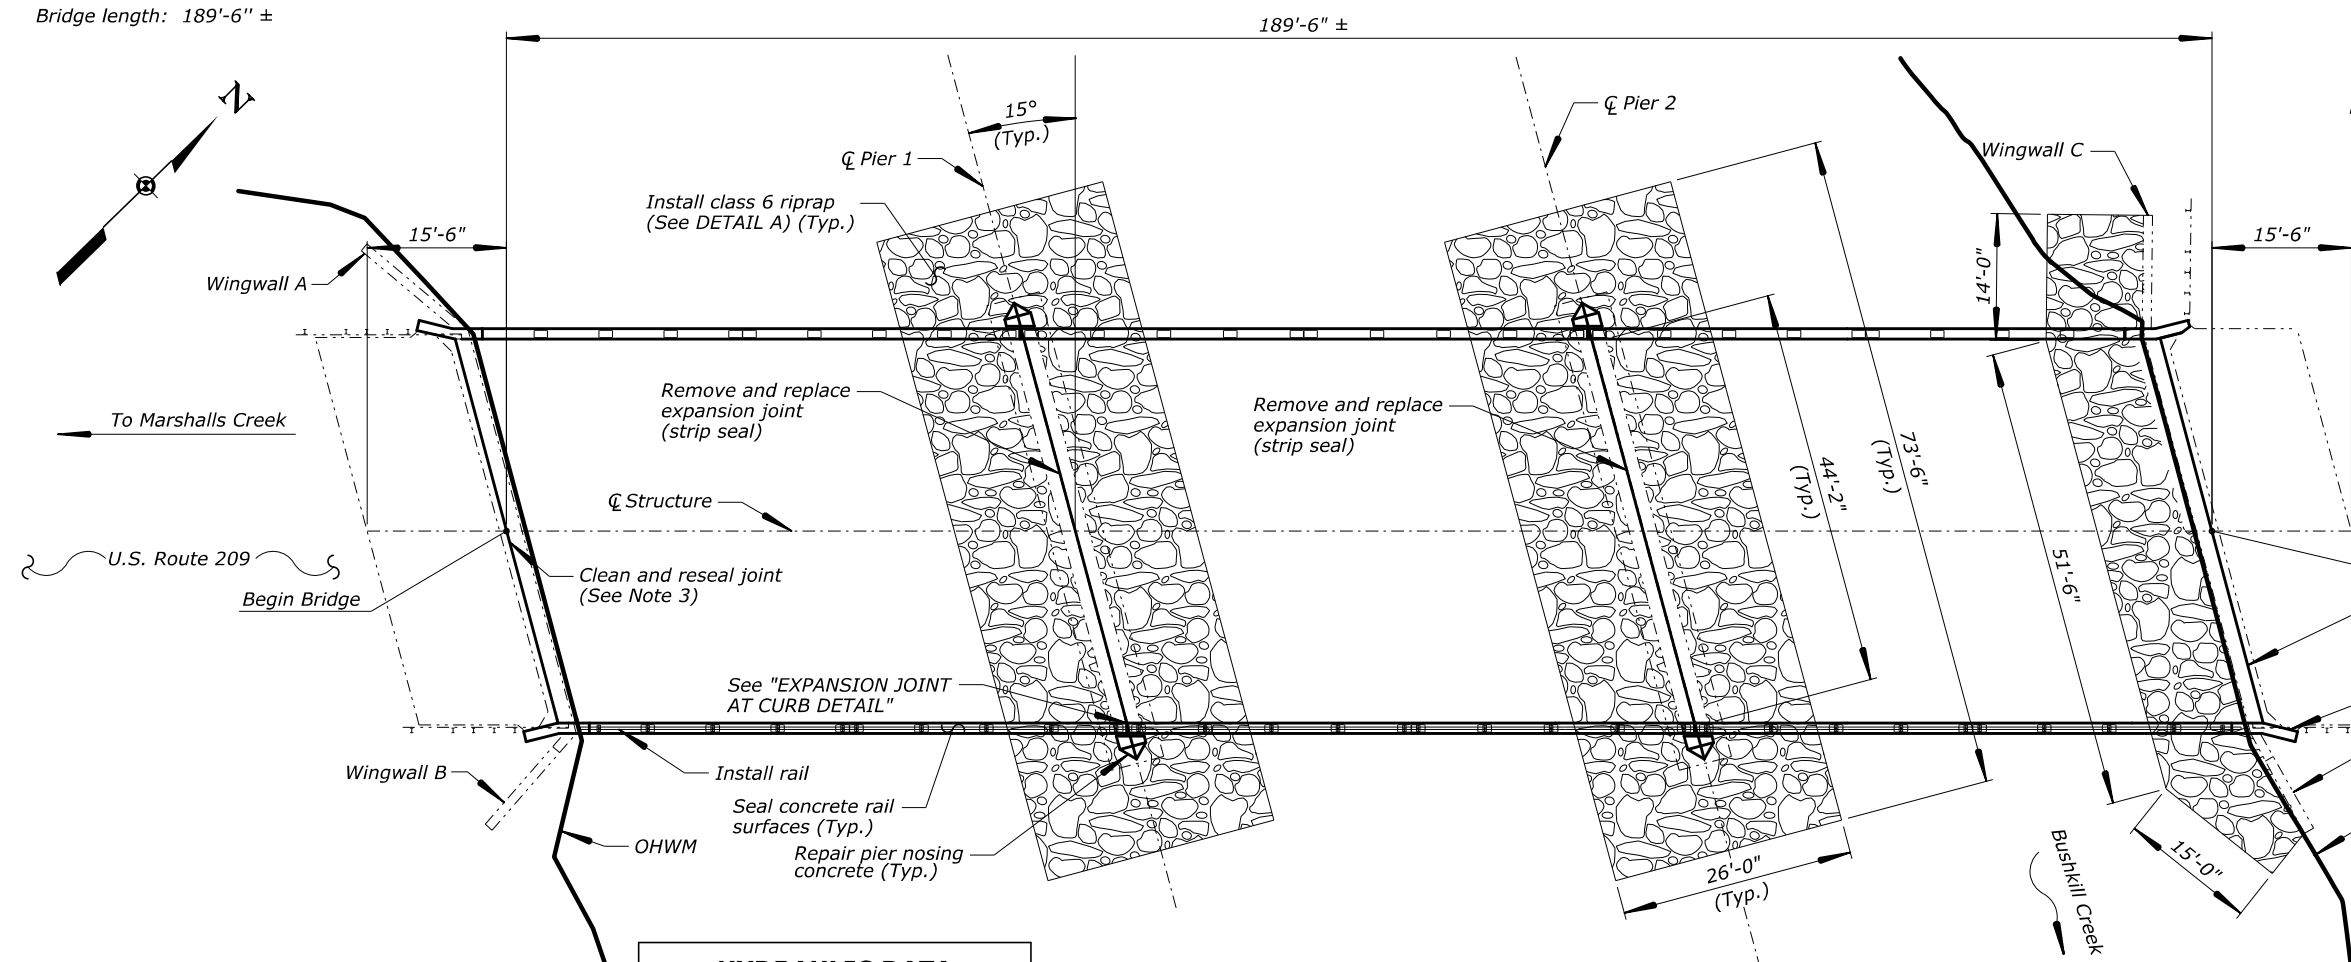 Bridge length: 189'-6'' ±
189'-6" ±
N
15°
(Typ.)
℄ Pier 1
℄ Pier 2
Wingwall C
Install class 6 riprap
(See DETAIL A) (Typ.)
15'-6"
15'-6"
14'-0"
Wingwall A
To Marshalls Creek
Remove and replace
expansion joint
(strip seal)
Remove and replace
expansion joint
(strip seal)
73'-6"
(Typ.)
44'-2"
(Typ.)
℄ Structure
U.S. Route 209
Begin Bridge
Clean and reseal joint
(See Note 3)
51'-6"
See "EXPANSION JOINT
AT CURB DETAIL"
Wingwall B
Install rail
Seal concrete rail
surfaces (Typ.)
OHWM
Repair pier nosing
concrete (Typ.)
26'-0"
(Typ.)
15'-0"
Bushkill Creek
HYDRAULIC DATA